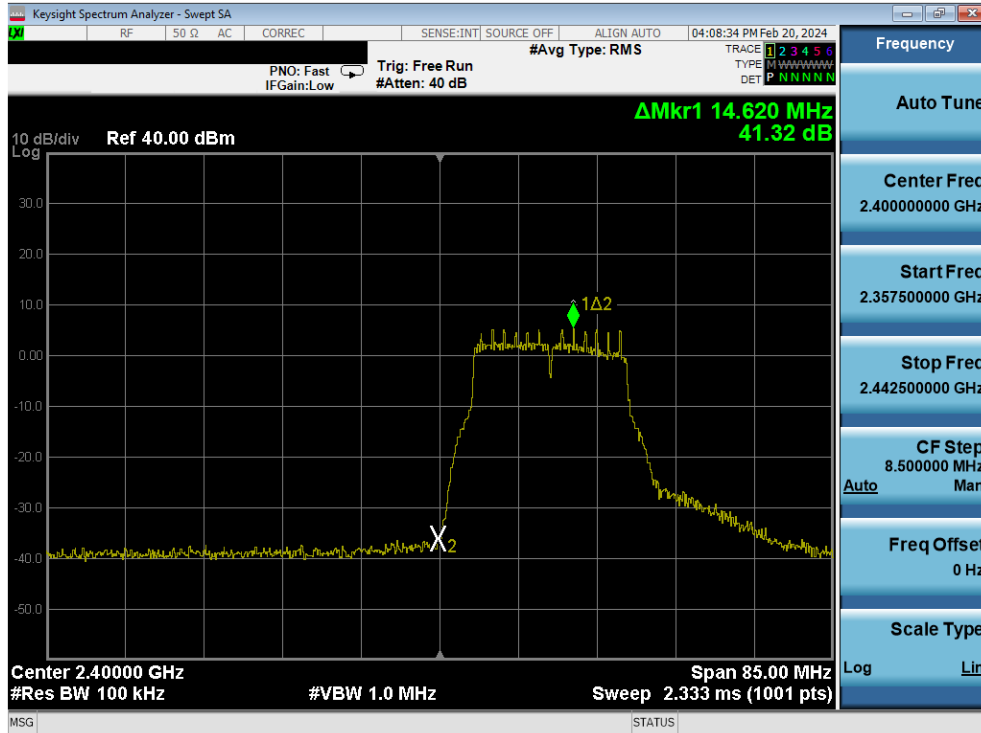 Keysight Spectrum Analyzer - Swept SA
LXI RF 50 Ω AC CORREC SENSE:INT SOURCE OFF ALIGN AUTO 04:08:34 PM Feb 20, 2024
PNO: Fast
IFGain:Low
Trig: Free Run
#Atten: 40 dB
#Avg Type: RMS
TRACE 1 2 3 4 5 6
TYPE M WWWWW
DET P N N N N N
ΔMkr1 14.620 MHz
41.32 dB
10 dB/div Ref 40.00 dBm
Log
30.0
20.0
10.0
0.00
-10.0
-20.0
-30.0
-40.0
-50.0
1Δ2
X2
Center 2.40000 GHz
Span 85.00 MHz
#Res BW 100 kHz
#VBW 1.0 MHz
Sweep 2.333 ms (1001 pts)
MSG
STATUS
Frequency
Auto Tune
Center Freq
2.400000000 GHz
Start Freq
2.357500000 GHz
Stop Freq
2.442500000 GHz
CF Step
8.500000 MHz
Auto Man
Freq Offset
0 Hz
Scale Type
Log Lin